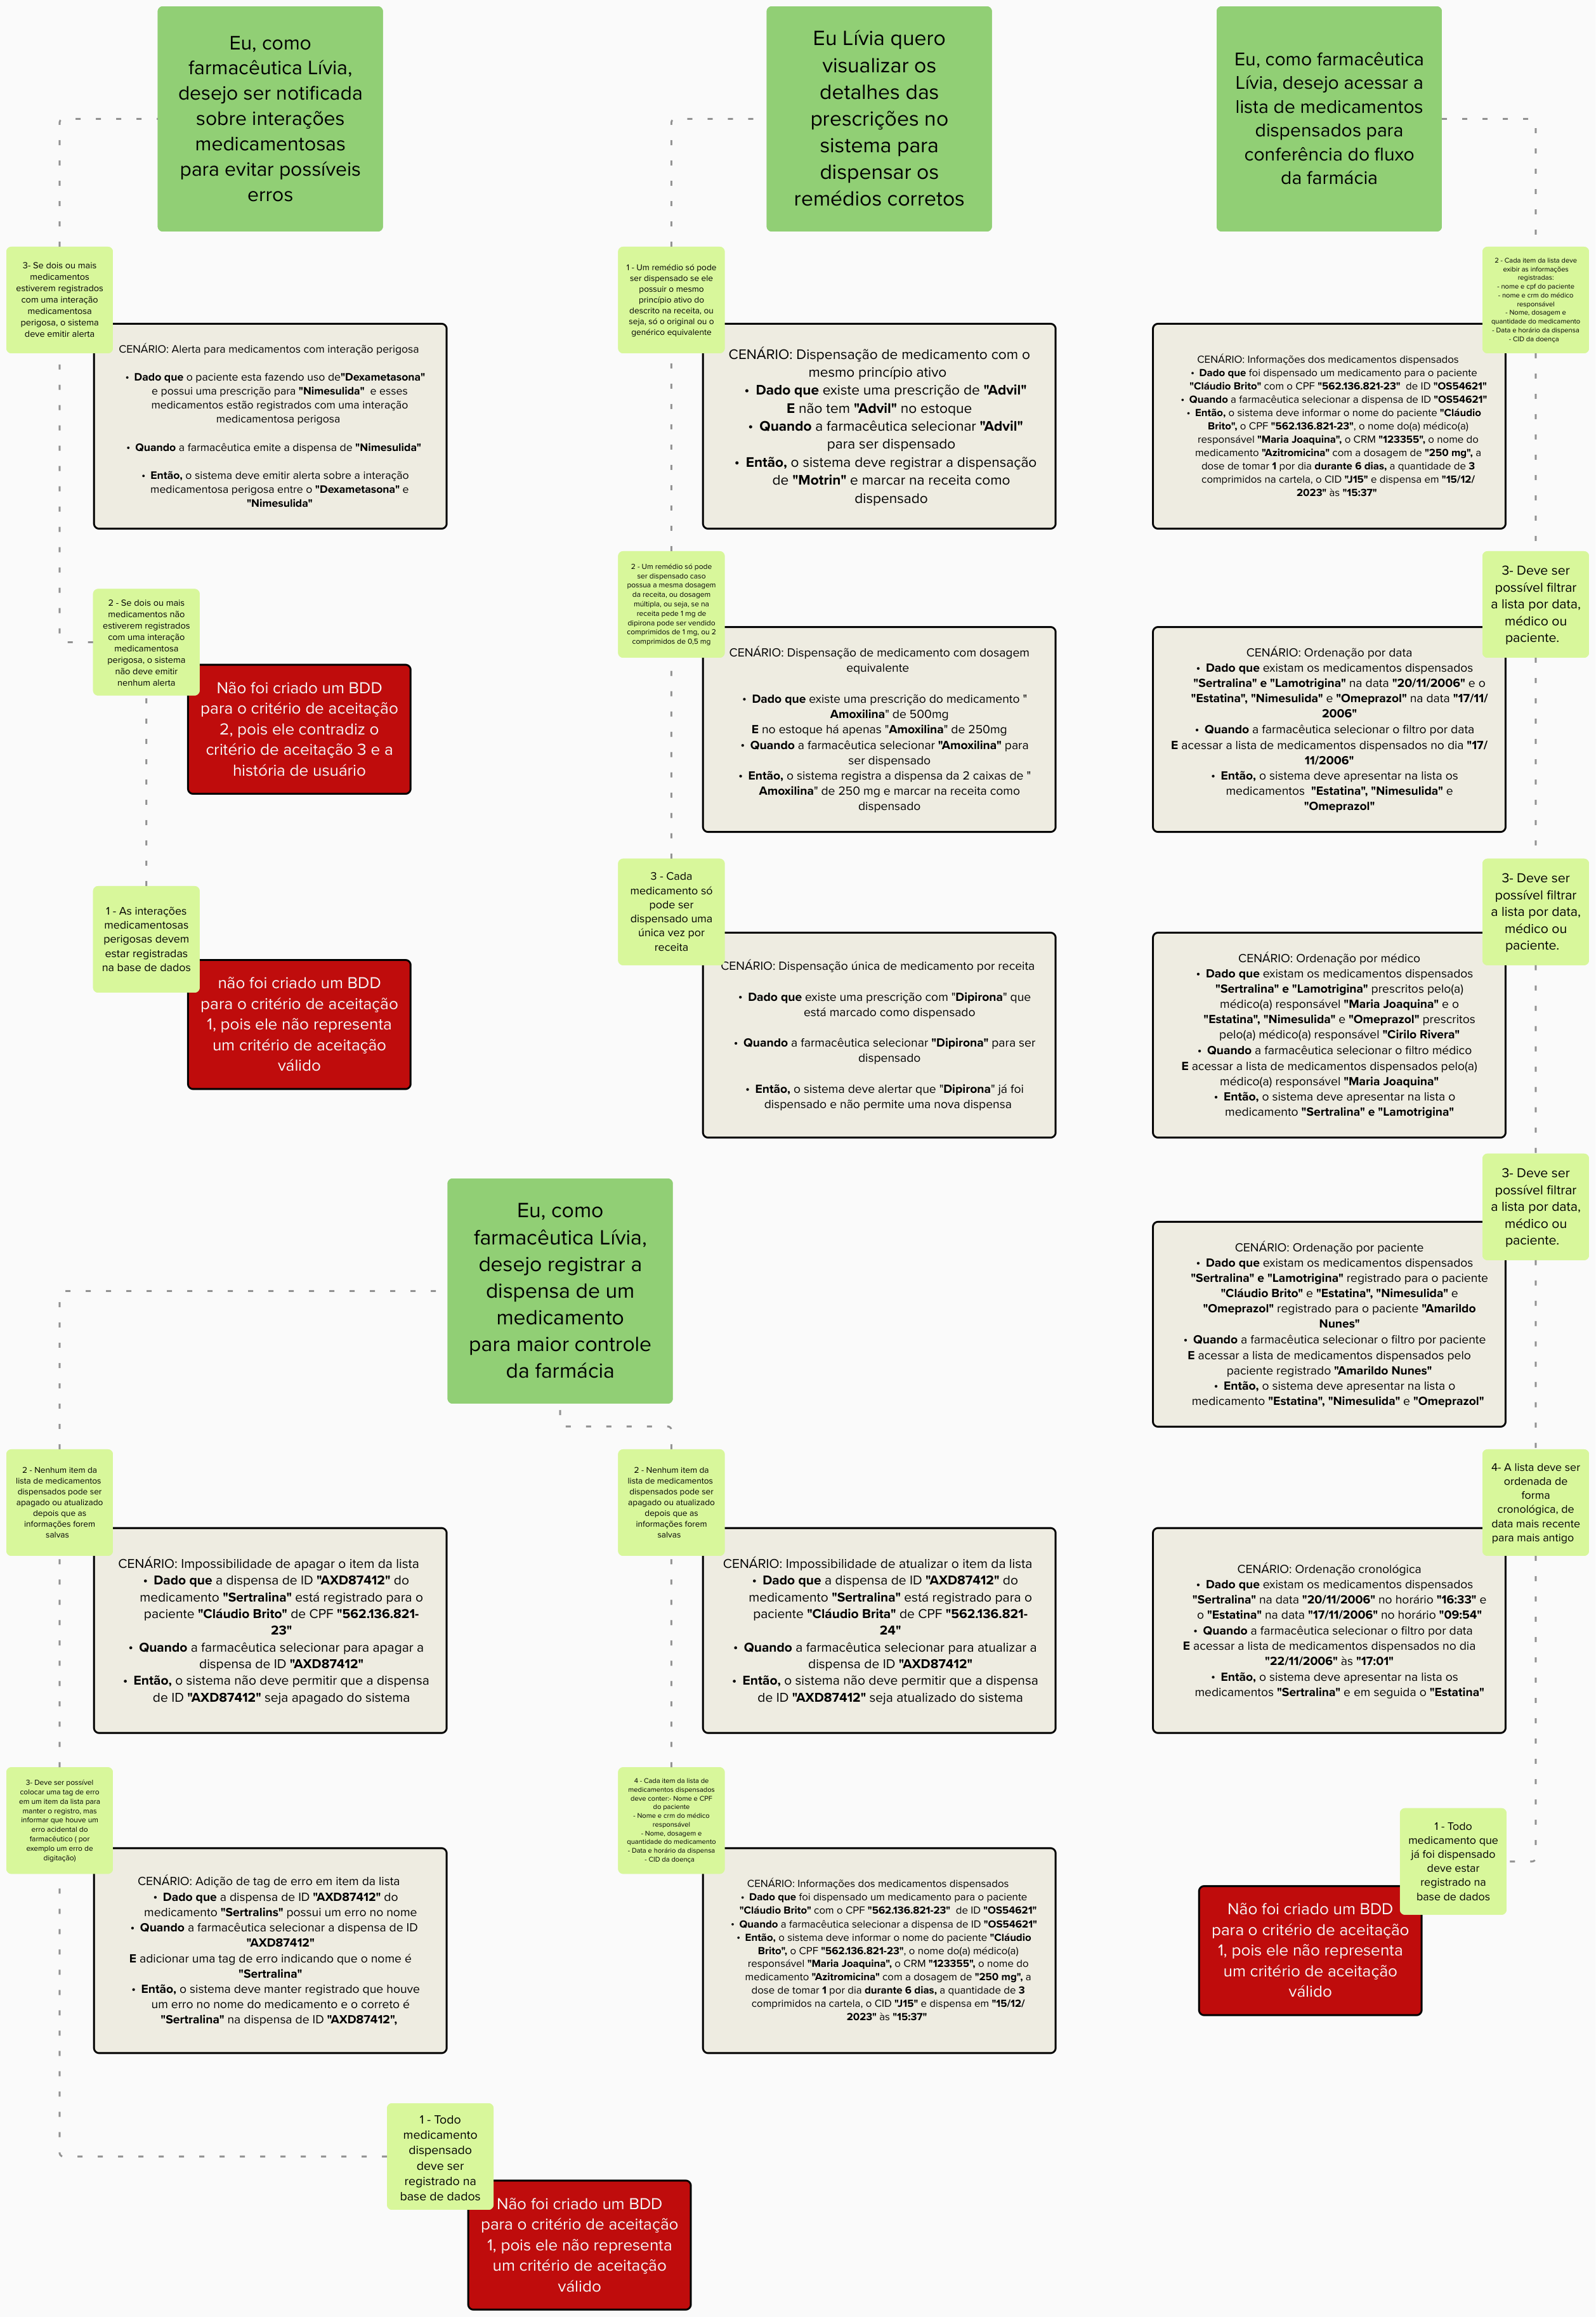 Eu, como
farmacêutica Lívia,
desejo ser notificada
sobre interações
medicamentosas
para evitar possíveis
erros
3- Se dois ou mais
medicamentos
estiverem registrados
com uma interação
medicamentosa
perigosa, o sistema
deve emitir alerta
CENÁRIO: Alerta para medicamentos com interação perigosa
• Dado que o paciente esta fazendo uso de"Dexametasona"
e possui uma prescrição para "Nimesulida" e esses
medicamentos estão registrados com uma interação
medicamentosa perigosa
• Quando a farmacêutica emite a dispensa de "Nimesulida"
• Então, o sistema deve emitir alerta sobre a interação
medicamentosa perigosa entre o "Dexametasona" e
"Nimesulida"
2 - Se dois ou mais
medicamentos não
estiverem registrados
com uma interação
medicamentosa
perigosa, o sistema
não deve emitir
nenhum alerta
Não foi criado um BDD
para o critério de aceitação
2, pois ele contradiz o
critério de aceitação 3 e a
história de usuário
1 - As interações
medicamentosas
perigosas devem
estar registradas
na base de dados
não foi criado um BDD
para o critério de aceitação
1, pois ele não representa
um critério de aceitação
válido
Eu Lívia quero
visualizar os
detalhes das
prescrições no
sistema para
dispensar os
remédios corretos
1 - Um remédio só pode
ser dispensado se ele
possuir o mesmo
princípio ativo do
descrito na receita, ou
seja, só o original ou o
genérico equivalente
CENÁRIO: Dispensação de medicamento com o
mesmo princípio ativo
• Dado que existe uma prescrição de "Advil"
E não tem "Advil" no estoque
• Quando a farmacêutica selecionar "Advil"
para ser dispensado
• Então, o sistema deve registrar a dispensação
de "Motrin" e marcar na receita como
dispensado
2 - Um remédio só pode
ser dispensado caso
possua a mesma dosagem
da receita, ou dosagem
múltipla, ou seja, se na
receita pede 1 mg de
dipirona pode ser vendido
comprimidos de 1 mg, ou 2
comprimidos de 0,5 mg
CENÁRIO: Dispensação de medicamento com dosagem
equivalente
• Dado que existe uma prescrição do medicamento "
Amoxilina" de 500mg
E no estoque há apenas "Amoxilina" de 250mg
• Quando a farmacêutica selecionar "Amoxilina" para
ser dispensado
• Então, o sistema registra a dispensa da 2 caixas de "
Amoxilina" de 250 mg e marcar na receita como
dispensado
3 - Cada
medicamento só
pode ser
dispensado uma
única vez por
receita
CENÁRIO: Dispensação única de medicamento por receita
• Dado que existe uma prescrição com "Dipirona" que
está marcado como dispensado
• Quando a farmacêutica selecionar "Dipirona" para ser
dispensado
• Então, o sistema deve alertar que "Dipirona" já foi
dispensado e não permite uma nova dispensa
Eu, como farmacêutica
Lívia, desejo acessar a
lista de medicamentos
dispensados para
conferência do fluxo
da farmácia
2 - Cada item da lista deve
exibir as informações
registradas:
- nome e cpf do paciente
- nome e crm do médico
responsável
- Nome, dosagem e
quantidade do medicamento
- Data e horário da dispensa
- CID da doença
CENÁRIO: Informações dos medicamentos dispensados
• Dado que foi dispensado um medicamento para o paciente
"Cláudio Brito" com o CPF "562.136.821-23" de ID "OS54621"
• Quando a farmacêutica selecionar a dispensa de ID "OS54621"
• Então, o sistema deve informar o nome do paciente "Cláudio
Brito", o CPF "562.136.821-23", o nome do(a) médico(a)
responsável "Maria Joaquina", o CRM "123355", o nome do
medicamento "Azitromicina" com a dosagem de "250 mg", a
dose de tomar 1 por dia durante 6 dias, a quantidade de 3
comprimidos na cartela, o CID "J15" e dispensa em "15/12/
2023" às "15:37"
3- Deve ser
possível filtrar
a lista por data,
médico ou
paciente.
CENÁRIO: Ordenação por data
• Dado que existam os medicamentos dispensados
"Sertralina" e "Lamotrigina" na data "20/11/2006" e o
"Estatina", "Nimesulida" e "Omeprazol" na data "17/11/
2006"
• Quando a farmacêutica selecionar o filtro por data
E acessar a lista de medicamentos dispensados no dia "17/
11/2006"
• Então, o sistema deve apresentar na lista os
medicamentos "Estatina", "Nimesulida" e
"Omeprazol"
3- Deve ser
possível filtrar
a lista por data,
médico ou
paciente.
CENÁRIO: Ordenação por médico
• Dado que existam os medicamentos dispensados
"Sertralina" e "Lamotrigina" prescritos pelo(a)
médico(a) responsável "Maria Joaquina" e o
"Estatina", "Nimesulida" e "Omeprazol" prescritos
pelo(a) médico(a) responsável "Cirilo Rivera"
• Quando a farmacêutica selecionar o filtro médico
E acessar a lista de medicamentos dispensados pelo(a)
médico(a) responsável "Maria Joaquina"
• Então, o sistema deve apresentar na lista o
medicamento "Sertralina" e "Lamotrigina"
3- Deve ser
possível filtrar
a lista por data,
médico ou
paciente.
CENÁRIO: Ordenação por paciente
• Dado que existam os medicamentos dispensados
"Sertralina" e "Lamotrigina" registrado para o paciente
"Cláudio Brito" e "Estatina", "Nimesulida" e
"Omeprazol" registrado para o paciente "Amarildo
Nunes"
• Quando a farmacêutica selecionar o filtro por paciente
E acessar a lista de medicamentos dispensados pelo
paciente registrado "Amarildo Nunes"
• Então, o sistema deve apresentar na lista o
medicamento "Estatina", "Nimesulida" e "Omeprazol"
4- A lista deve ser
ordenada de
forma
cronológica, de
data mais recente
para mais antigo
CENÁRIO: Ordenação cronológica
• Dado que existam os medicamentos dispensados
"Sertralina" na data "20/11/2006" no horário "16:33" e
o "Estatina" na data "17/11/2006" no horário "09:54"
• Quando a farmacêutica selecionar o filtro por data
E acessar a lista de medicamentos dispensados no dia
"22/11/2006" às "17:01"
• Então, o sistema deve apresentar na lista os
medicamentos "Sertralina" e em seguida o "Estatina"
1 - Todo
medicamento que
já foi dispensado
deve estar
registrado na
base de dados
Não foi criado um BDD
para o critério de aceitação
1, pois ele não representa
um critério de aceitação
válido
Eu, como
farmacêutica Lívia,
desejo registrar a
dispensa de um
medicamento
para maior controle
da farmácia
2 - Nenhum item da
lista de medicamentos
dispensados pode ser
apagado ou atualizado
depois que as
informações forem
salvas
CENÁRIO: Impossibilidade de apagar o item da lista
• Dado que a dispensa de ID "AXD87412" do
medicamento "Sertralina" está registrado para o
paciente "Cláudio Brito" de CPF "562.136.821-
23"
• Quando a farmacêutica selecionar para apagar a
dispensa de ID "AXD87412"
• Então, o sistema não deve permitir que a dispensa
de ID "AXD87412" seja apagado do sistema
2 - Nenhum item da
lista de medicamentos
dispensados pode ser
apagado ou atualizado
depois que as
informações forem
salvas
CENÁRIO: Impossibilidade de atualizar o item da lista
• Dado que a dispensa de ID "AXD87412" do
medicamento "Sertralina" está registrado para o
paciente "Cláudio Brita" de CPF "562.136.821-
24"
• Quando a farmacêutica selecionar para atualizar a
dispensa de ID "AXD87412"
• Então, o sistema não deve permitir que a dispensa
de ID "AXD87412" seja atualizado do sistema
3- Deve ser possível
colocar uma tag de erro
em um item da lista para
manter o registro, mas
informar que houve um
erro acidental do
farmacêutico ( por
exemplo um erro de
digitação)
CENÁRIO: Adição de tag de erro em item da lista
• Dado que a dispensa de ID "AXD87412" do
medicamento "Sertralins" possui um erro no nome
• Quando a farmacêutica selecionar a dispensa de ID
"AXD87412"
E adicionar uma tag de erro indicando que o nome é
"Sertralina"
• Então, o sistema deve manter registrado que houve
um erro no nome do medicamento e o correto é
"Sertralina" na dispensa de ID "AXD87412",
4 - Cada item da lista de
medicamentos dispensados
deve conter:- Nome e CPF
do paciente
- Nome e crm do médico
responsável
- Nome, dosagem e
quantidade do medicamento
- Data e horário da dispensa
- CID da doença
CENÁRIO: Informações dos medicamentos dispensados
• Dado que foi dispensado um medicamento para o paciente
"Cláudio Brito" com o CPF "562.136.821-23" de ID "OS54621"
• Quando a farmacêutica selecionar a dispensa de ID "OS54621"
• Então, o sistema deve informar o nome do paciente "Cláudio
Brito", o CPF "562.136.821-23", o nome do(a) médico(a)
responsável "Maria Joaquina", o CRM "123355", o nome do
medicamento "Azitromicina" com a dosagem de "250 mg", a
dose de tomar 1 por dia durante 6 dias, a quantidade de 3
comprimidos na cartela, o CID "J15" e dispensa em "15/12/
2023" às "15:37"
1 - Todo
medicamento
dispensado
deve ser
registrado na
base de dados
Não foi criado um BDD
para o critério de aceitação
1, pois ele não representa
um critério de aceitação
válido